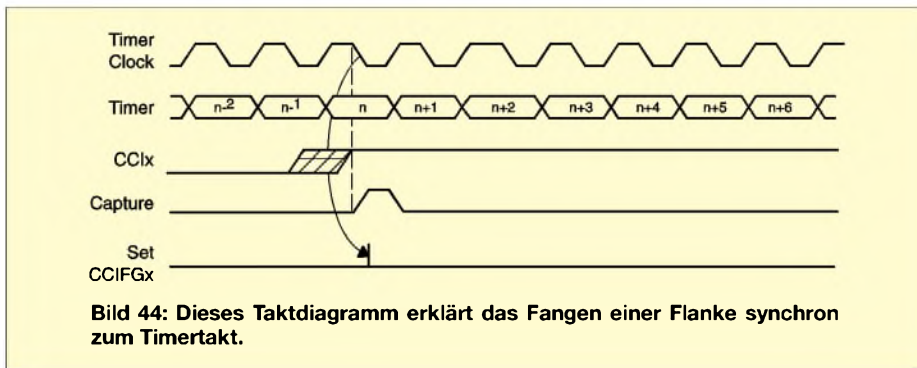 Timer
Clock
Timer
n-2 n-1 n n+1 n+2 n+3 n+4 n+5 n+6
CCIx
Capture
Set
CCIFGx
Bild 44: Dieses Taktdiagramm erklärt das Fangen einer Flanke synchron
zum Timertakt.